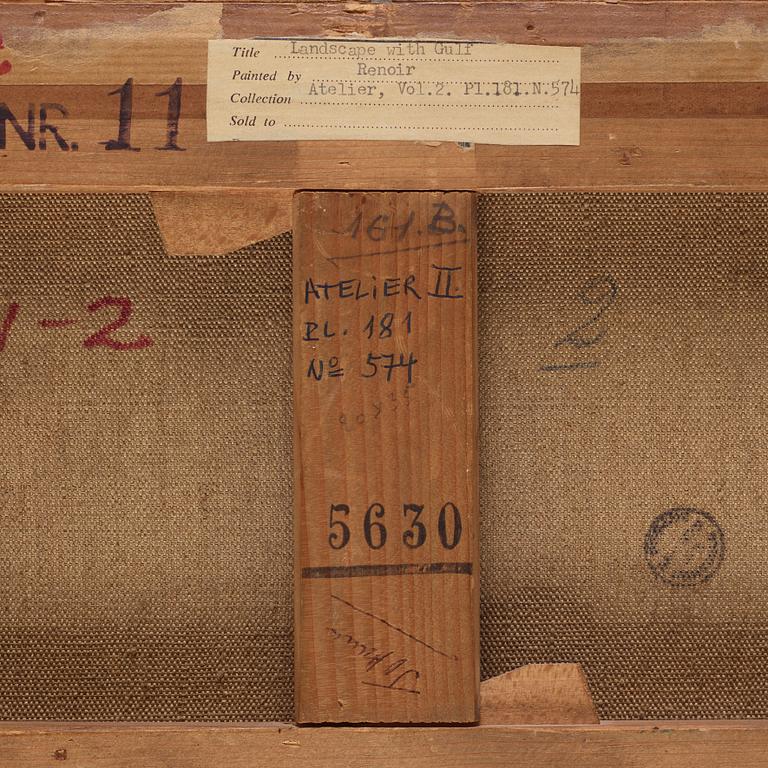 Title Landscape with Gulf
Painted by Renoir
Collection Atelier, Vol.2. Pl.181.N.574
Sold to
NR. 11
161.B.
ATELIER II
PL. 181
Nº 574
-2
2
5630